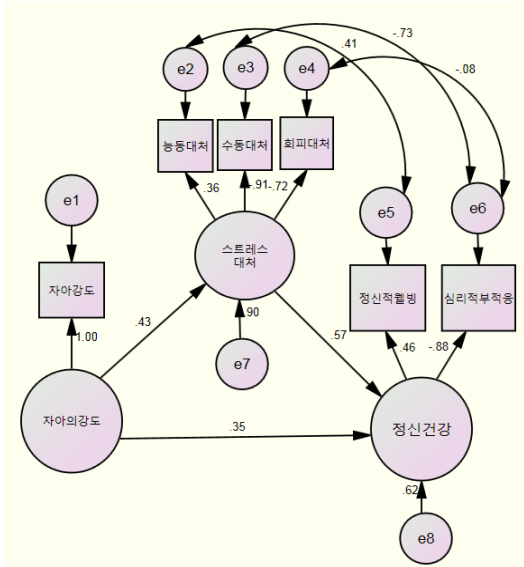 .41
-.73
-.08
e2
e3
e4
능동대처
수동대처
회피대처
.36
-.91
-.72
e1
e5
e6
자아강도
스트레스
대처
정신적웰빙
심리적부적응
1.00
.43
.90
.57
.46
-.88
e7
자아의강도
.35
정신건강
.62
e8